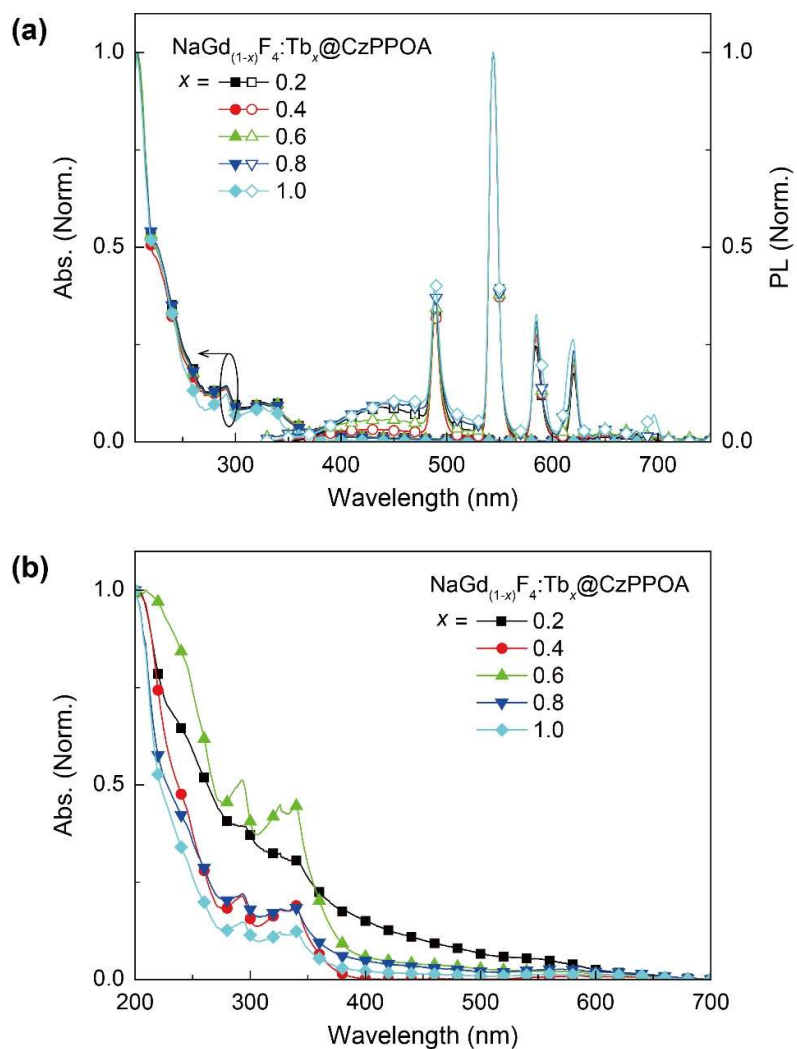 (a)
NaGd(1-x)F4:Tbx@CzPPOA
x =
0.2
0.4
0.6
0.8
1.0
Abs. (Norm.)
1.0
0.5
0.0
PL (Norm.)
1.0
0.5
0.0
200 300 400 500 600 700
Wavelength (nm)
(b)
NaGd(1-x)F4:Tbx@CzPPOA
x =
0.2
0.4
0.6
0.8
1.0
Abs. (Norm.)
1.0
0.5
0.0
200 300 400 500 600 700
Wavelength (nm)